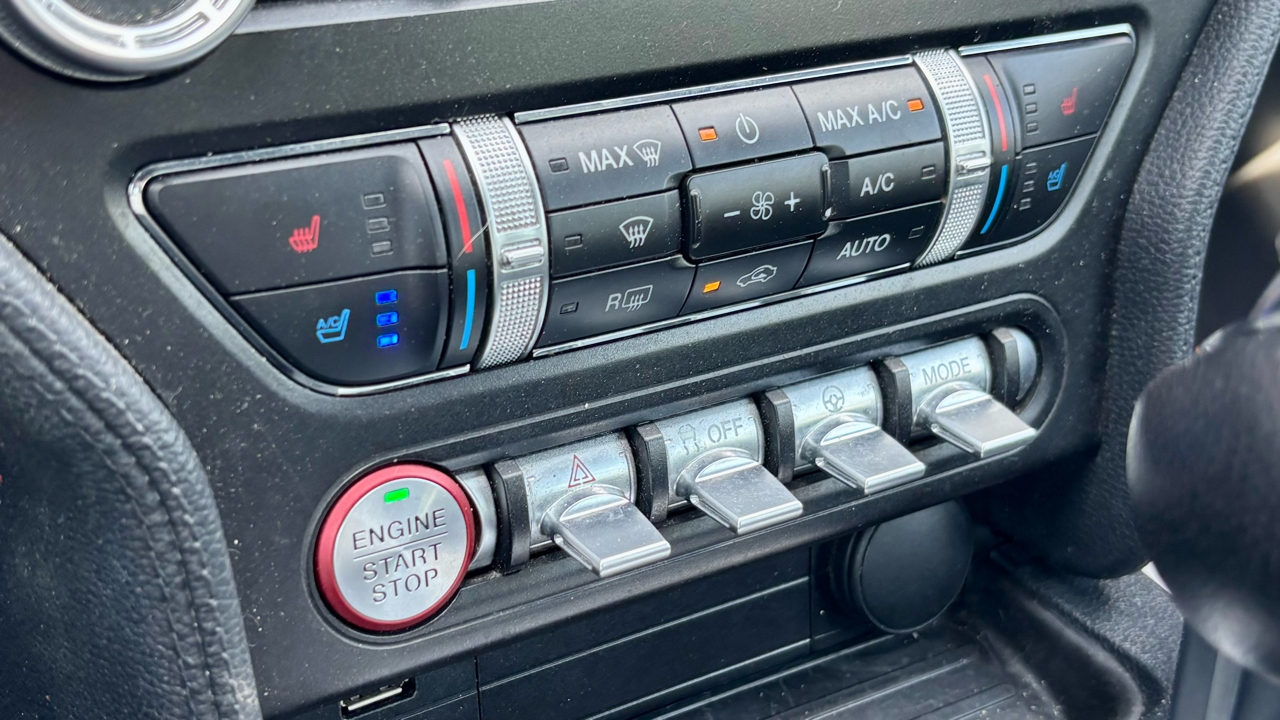 MAX
MAX A/C
A/C
AUTO
R
- +
A/C
A/C
MODE
OFF
ENGINE
START
STOP